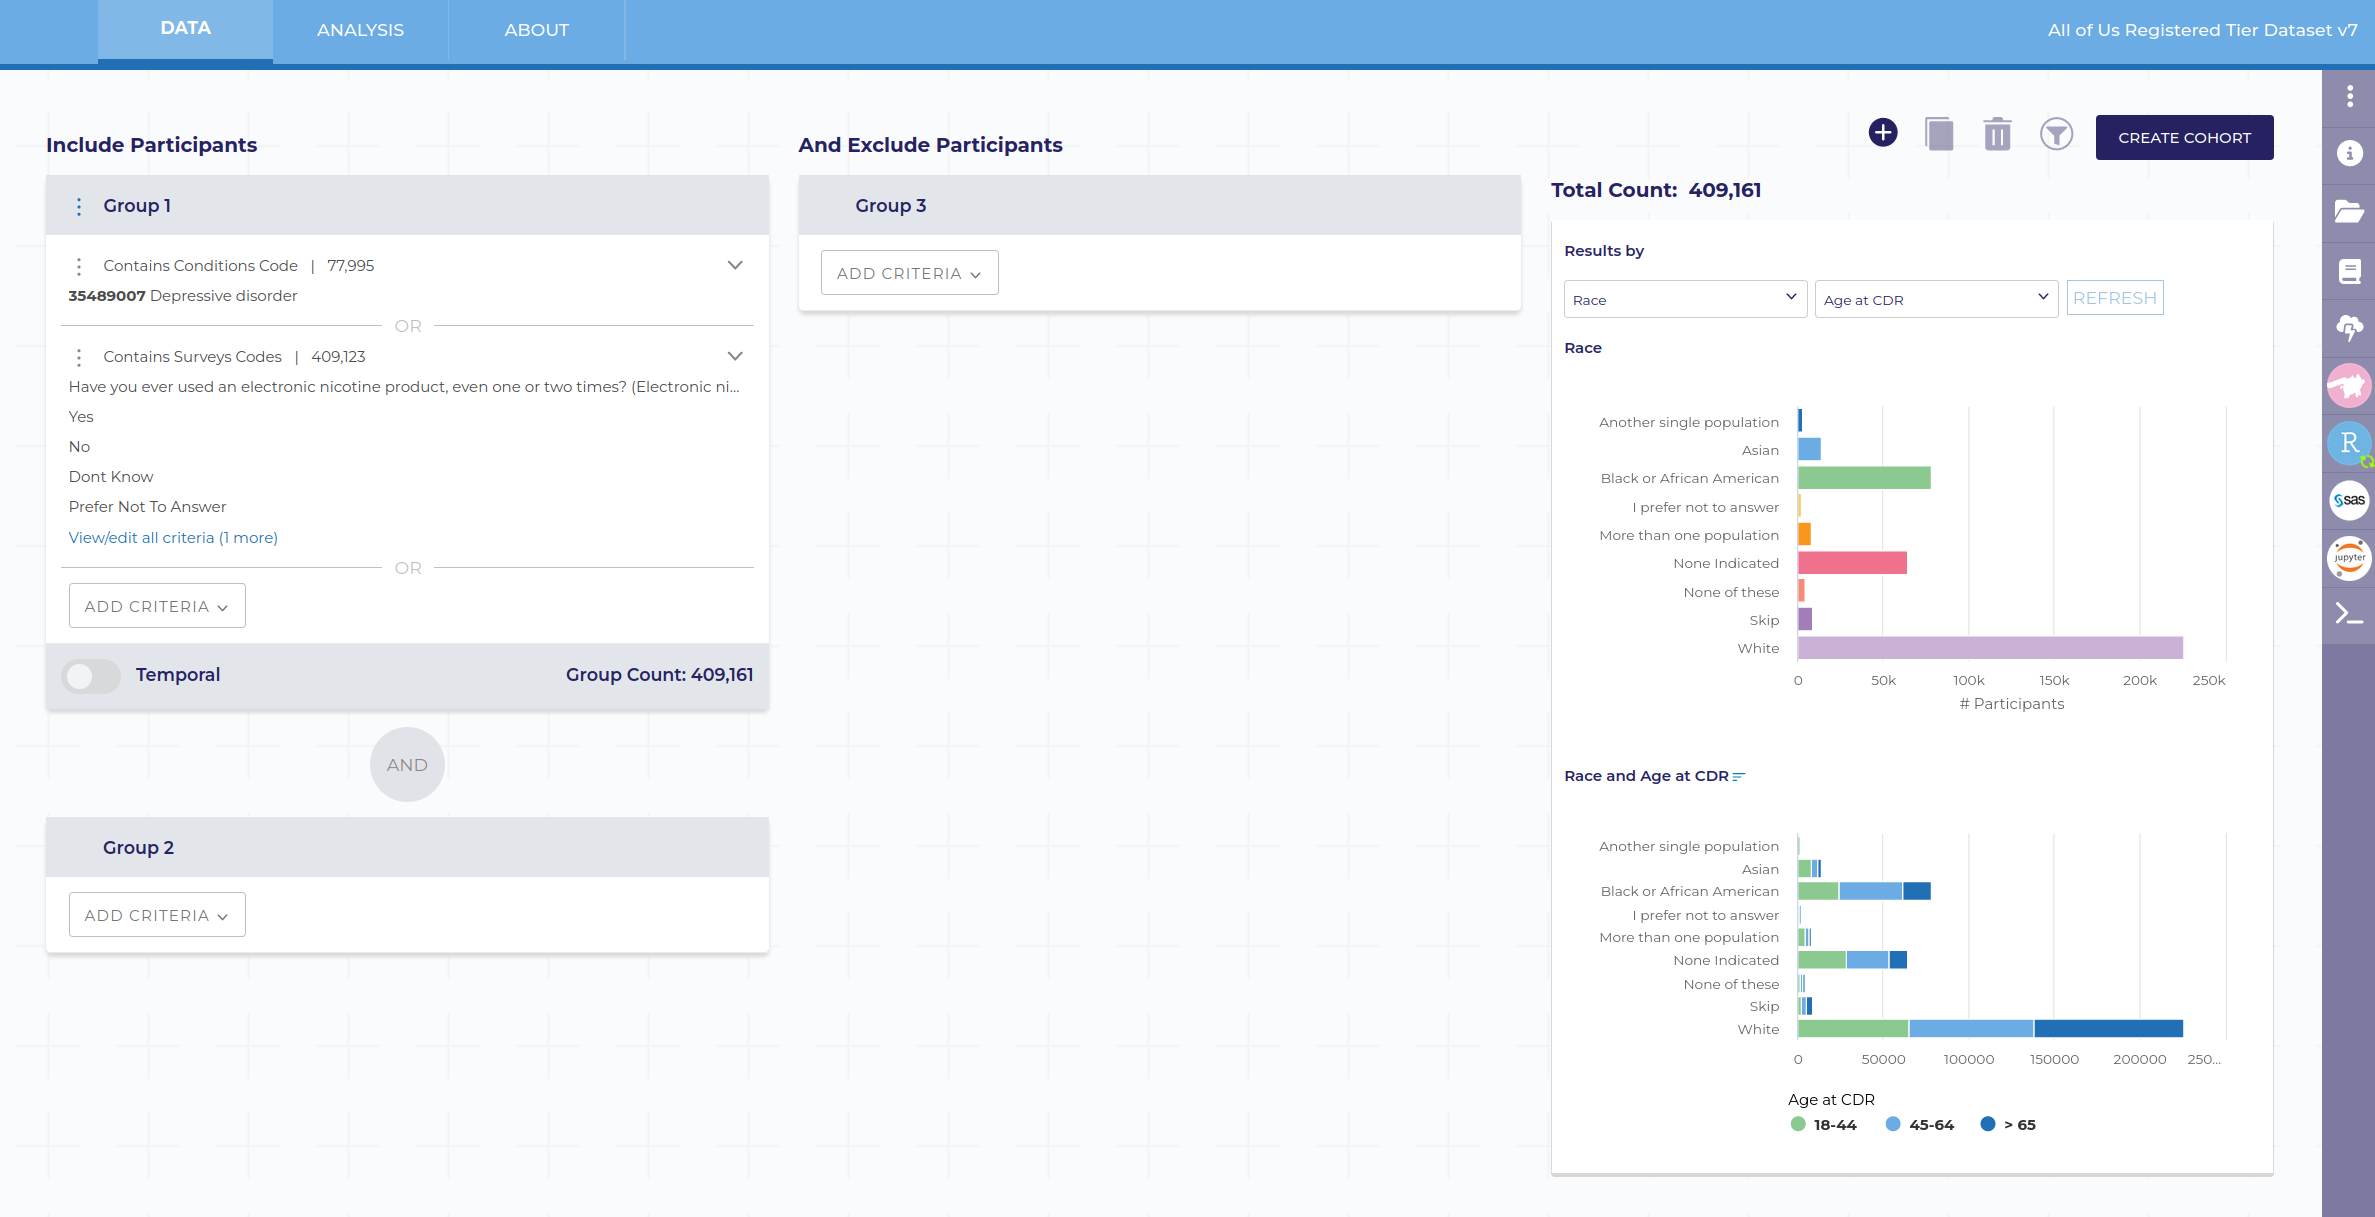 DATA
ANALYSIS
ABOUT
All of Us Registered Tier Dataset v7
Include Participants
Group 1
Contains Conditions Code | 77,995
35489007 Depressive disorder
OR
Contains Surveys Codes | 409,123
Have you ever used an electronic nicotine product, even one or two times? (Electronic ni...
Yes
No
Dont Know
Prefer Not To Answer
View/edit all criteria (1 more)
OR
ADD CRITERIA
Temporal
Group Count: 409,161
AND
Group 2
ADD CRITERIA
And Exclude Participants
Group 3
ADD CRITERIA
CREATE COHORT
Total Count: 409,161
Results by
Race
Age at CDR
REFRESH
Race
Another single population
Asian
Black or African American
I prefer not to answer
More than one population
None Indicated
None of these
Skip
White
0 50k 100k 150k 200k 250k
# Participants
Race and Age at CDR
Another single population
Asian
Black or African American
I prefer not to answer
More than one population
None Indicated
None of these
Skip
White
0 50000 100000 150000 200000 250...
Age at CDR
18-44 45-64 > 65
R
sas
jupyter